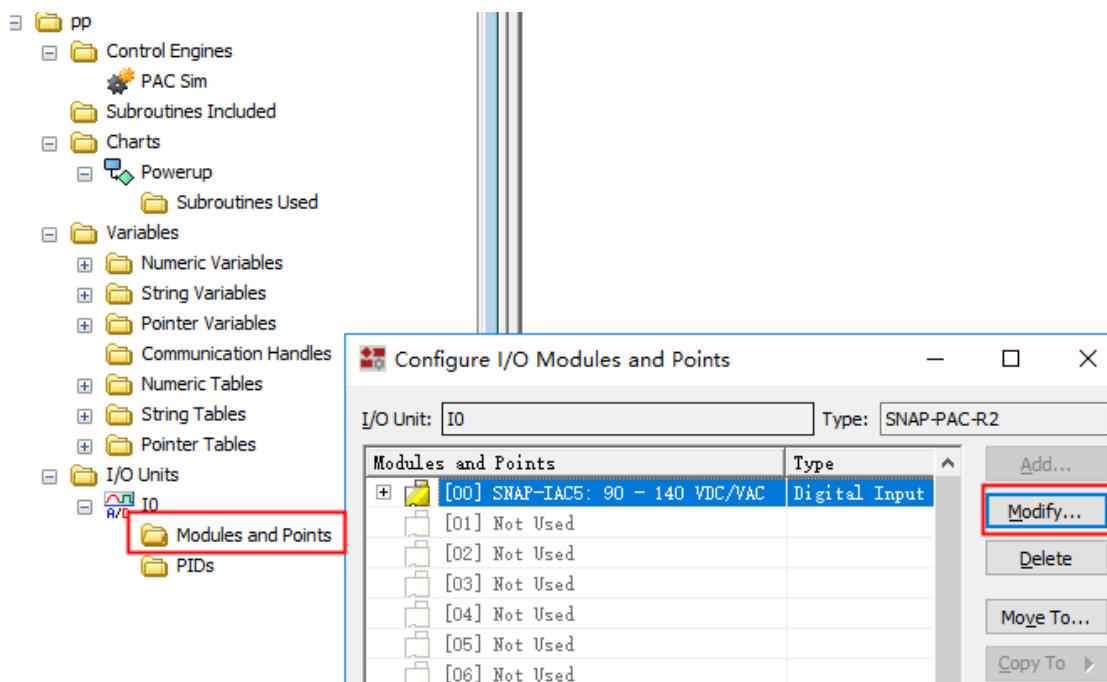 pp
Control Engines
PAC Sim
Subroutines Included
Charts
Powerup
Subroutines Used
Variables
Numeric Variables
String Variables
Pointer Variables
Communication Handles
Numeric Tables
String Tables
Pointer Tables
I/O Units
A/D IO
Modules and Points
PIDs
Configure I/O Modules and Points
I/O Unit: IO Type: SNAP-PAC-R2
Modules and Points Type
[00] SNAP-IAC5: 90 - 140 VDC/VAC Digital Input
[01] Not Used
[02] Not Used
[03] Not Used
[04] Not Used
[05] Not Used
[06] Not Used
Add...
Modify...
Delete
Move To...
Copy To